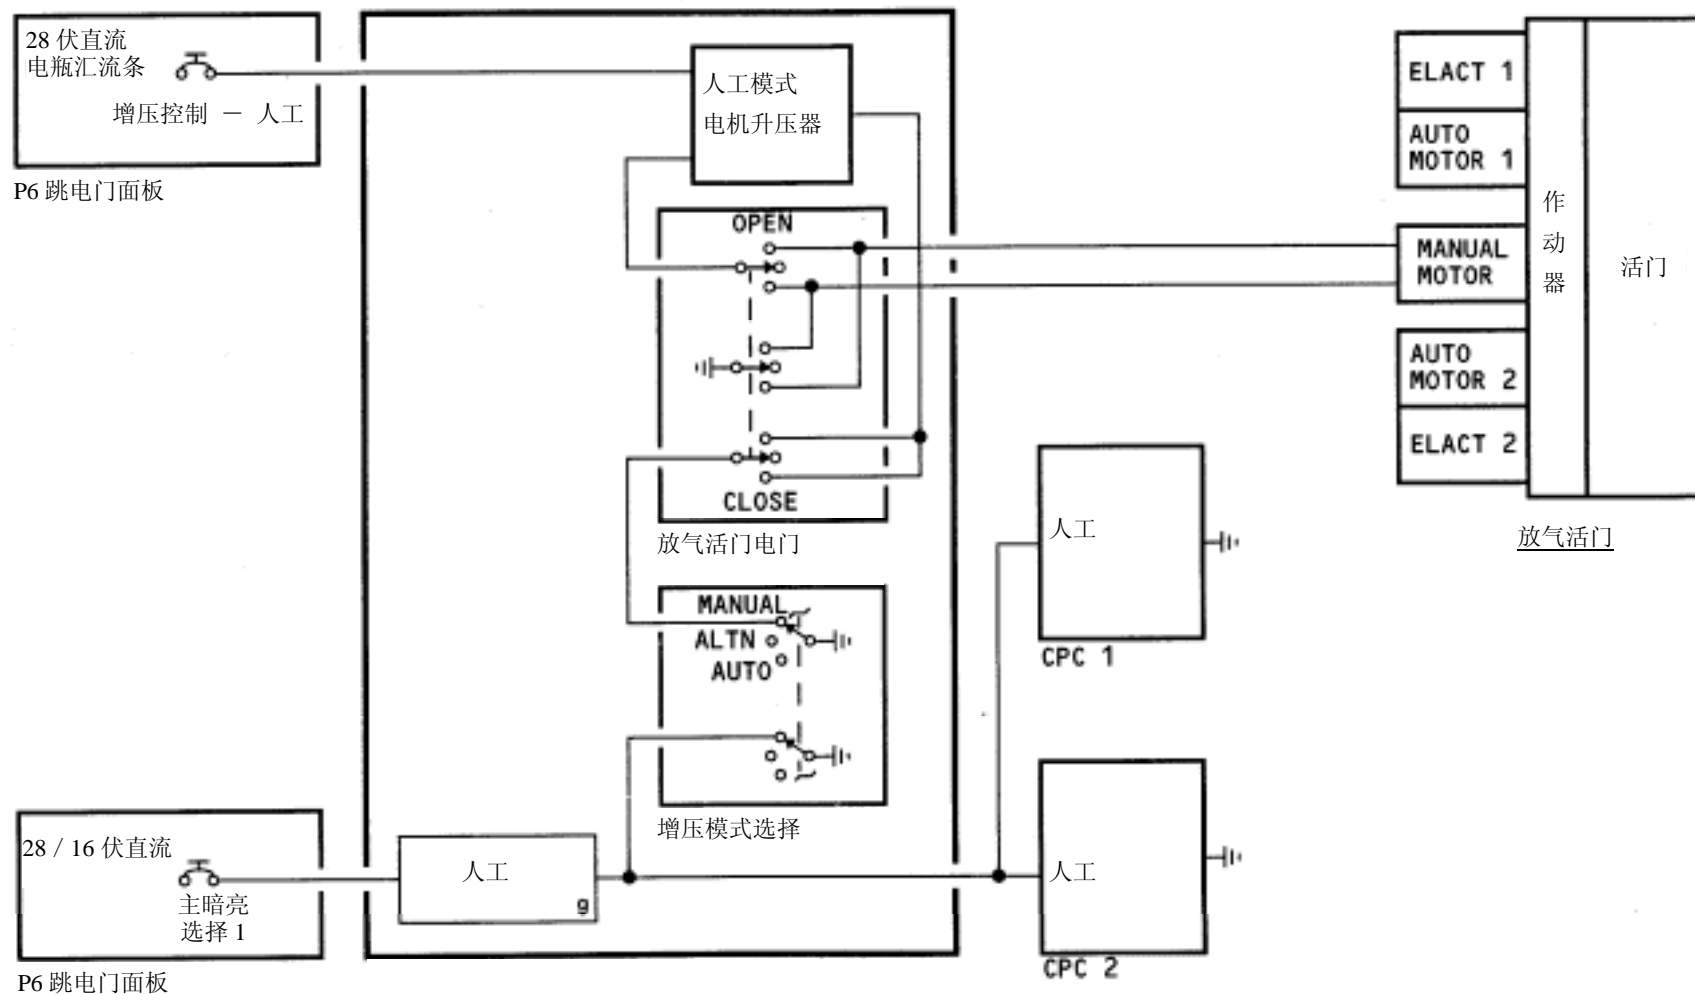 28 伏直流
电瓶汇流条
增压控制 － 人工
P6 跳电门面板
人工模式
电机升压器
OPEN
CLOSE
放气活门电门
MANUAL
ALTN
AUTO
增压模式选择
28 / 16 伏直流
主暗亮
选择 1
P6 跳电门面板
人工
g
人工
CPC 1
人工
CPC 2
ELACT 1
AUTO
MOTOR 1
MANUAL
MOTOR
AUTO
MOTOR 2
ELACT 2
作
动
器
活门
放气活门